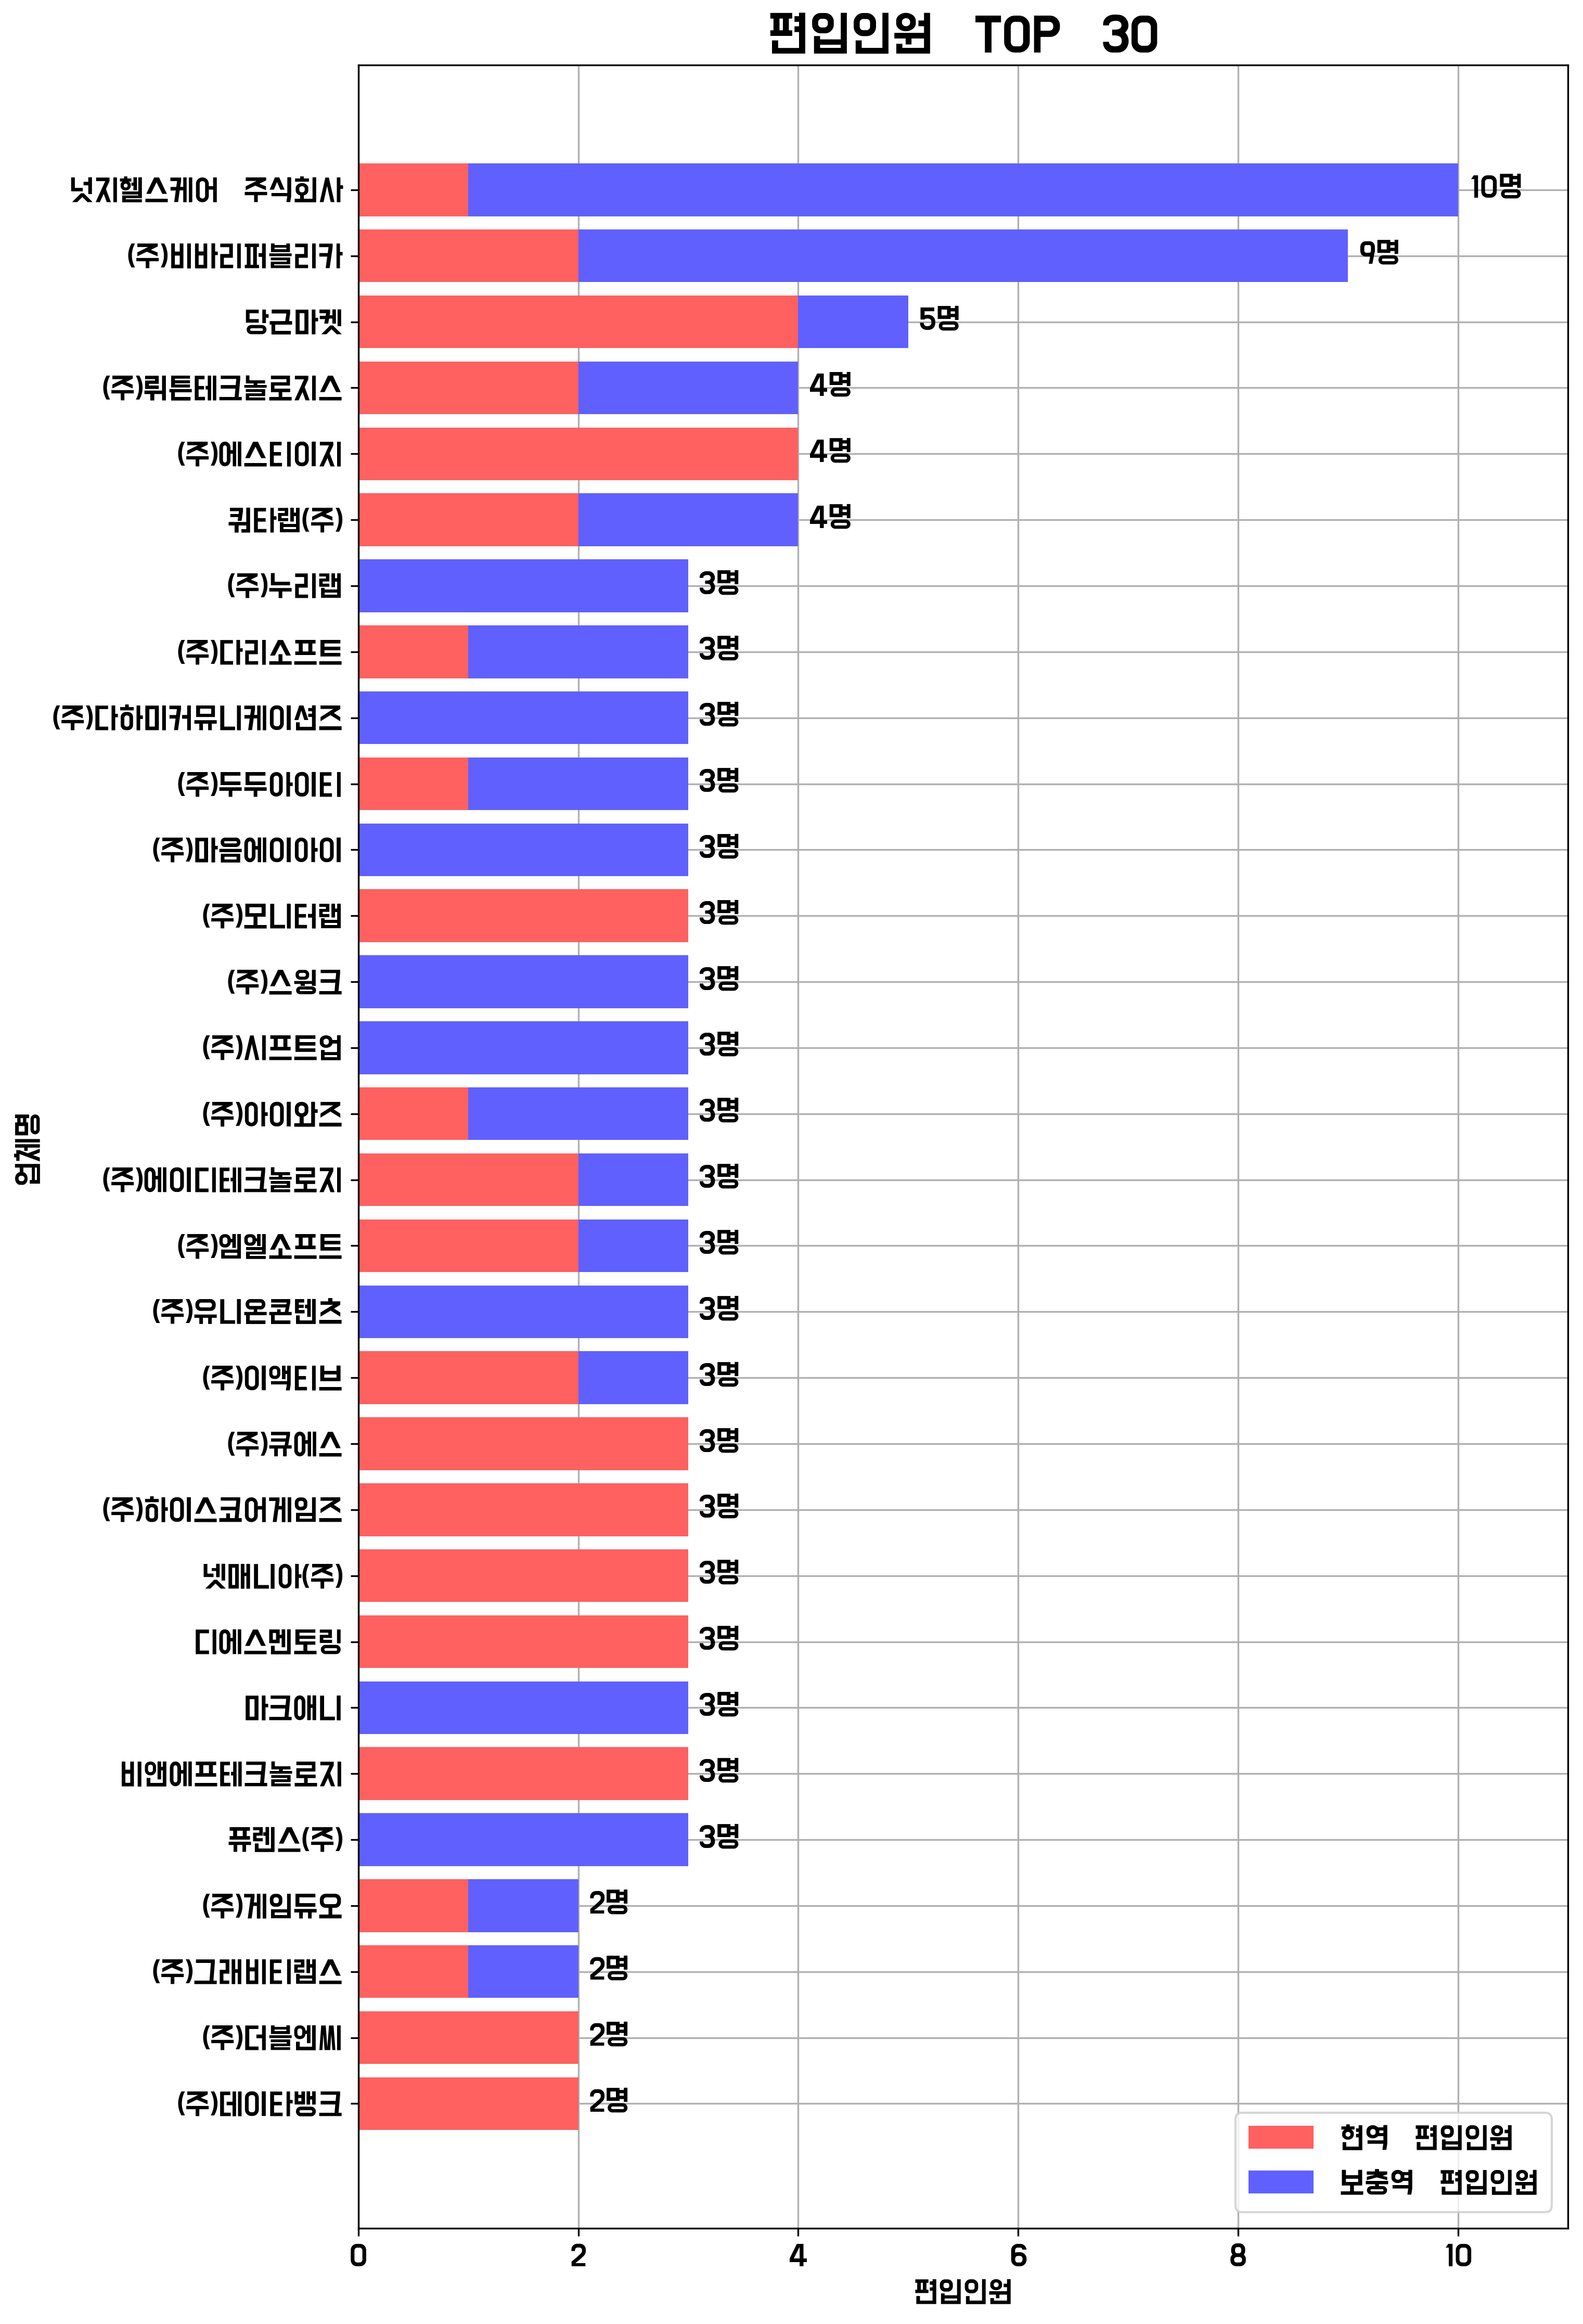 편입인원 TOP 30
넛지헬스케어 주식회사 10명
(주)비바리퍼블리카 9명
당근마켓 5명
(주)뤼튼테크놀로지스 4명
(주)에스티이지 4명
쿼타랩(주) 4명
(주)누리랩 3명
(주)다리소프트 3명
(주)다하미커뮤니케이션즈 3명
(주)두두아이티 3명
(주)마음에이아이 3명
(주)모니터랩 3명
(주)스윙크 3명
(주)시프트업 3명
(주)아이와즈 3명
(주)에이디테크놀로지 3명
(주)엠엘소프트 3명
(주)유니온콘텐츠 3명
(주)이액티브 3명
(주)큐에스 3명
(주)하이스코어게임즈 3명
넷매니아(주) 3명
디에스멘토링 3명
마크애니 3명
비앤에프테크놀로지 3명
퓨렌스(주) 3명
(주)게임듀오 2명
(주)그래비티랩스 2명
(주)더블엔씨 2명
(주)데이타뱅크 2명
업체명
현역 편입인원
보충역 편입인원
0 2 4 6 8 10
편입인원